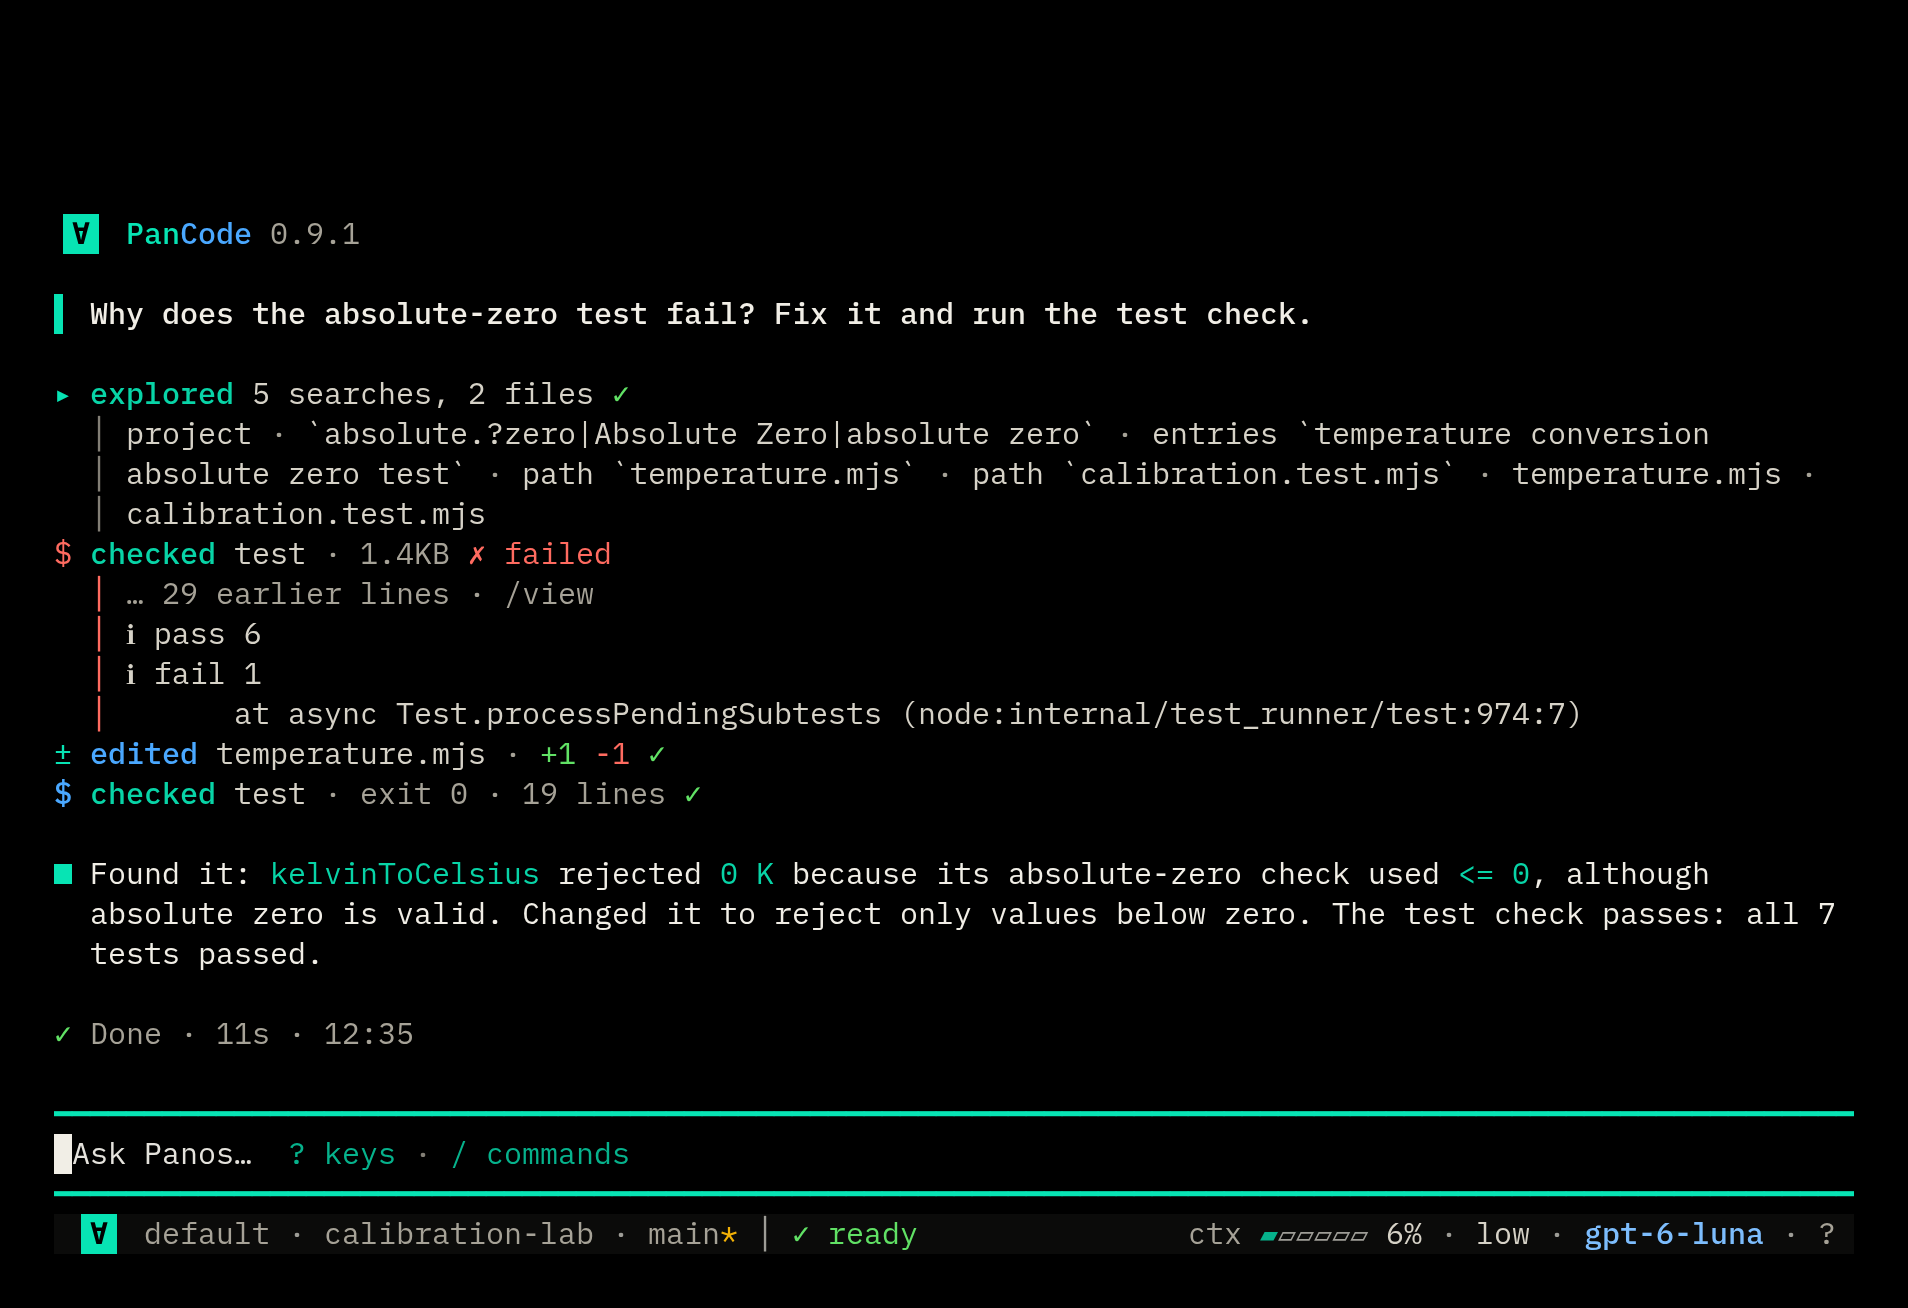 ∀ PanCode 0.9.1
Why does the absolute-zero test fail? Fix it and run the test check.
▸ explored 5 searches, 2 files ✓
│ project · `absolute.?zero|Absolute Zero|absolute zero` · entries `temperature conversion
│ absolute zero test` · path `temperature.mjs` · path `calibration.test.mjs` · temperature.mjs ·
│ calibration.test.mjs
$ checked test · 1.4KB ✗ failed
│ … 29 earlier lines · /view
│ ℹ pass 6
│ ℹ fail 1
│ at async Test.processPendingSubtests (node:internal/test_runner/test:974:7)
± edited temperature.mjs · +1 -1 ✓
$ checked test · exit 0 · 19 lines ✓
■ Found it: kelvinToCelsius rejected 0 K because its absolute-zero check used <= 0, although
absolute zero is valid. Changed it to reject only values below zero. The test check passes: all 7
tests passed.
✓ Done · 11s · 12:35
Ask Panos… ? keys · / commands
∀ default · calibration-lab · main* │ ✓ ready ctx ▰▱▱▱▱▱ 6% · low · gpt-6-luna · ?